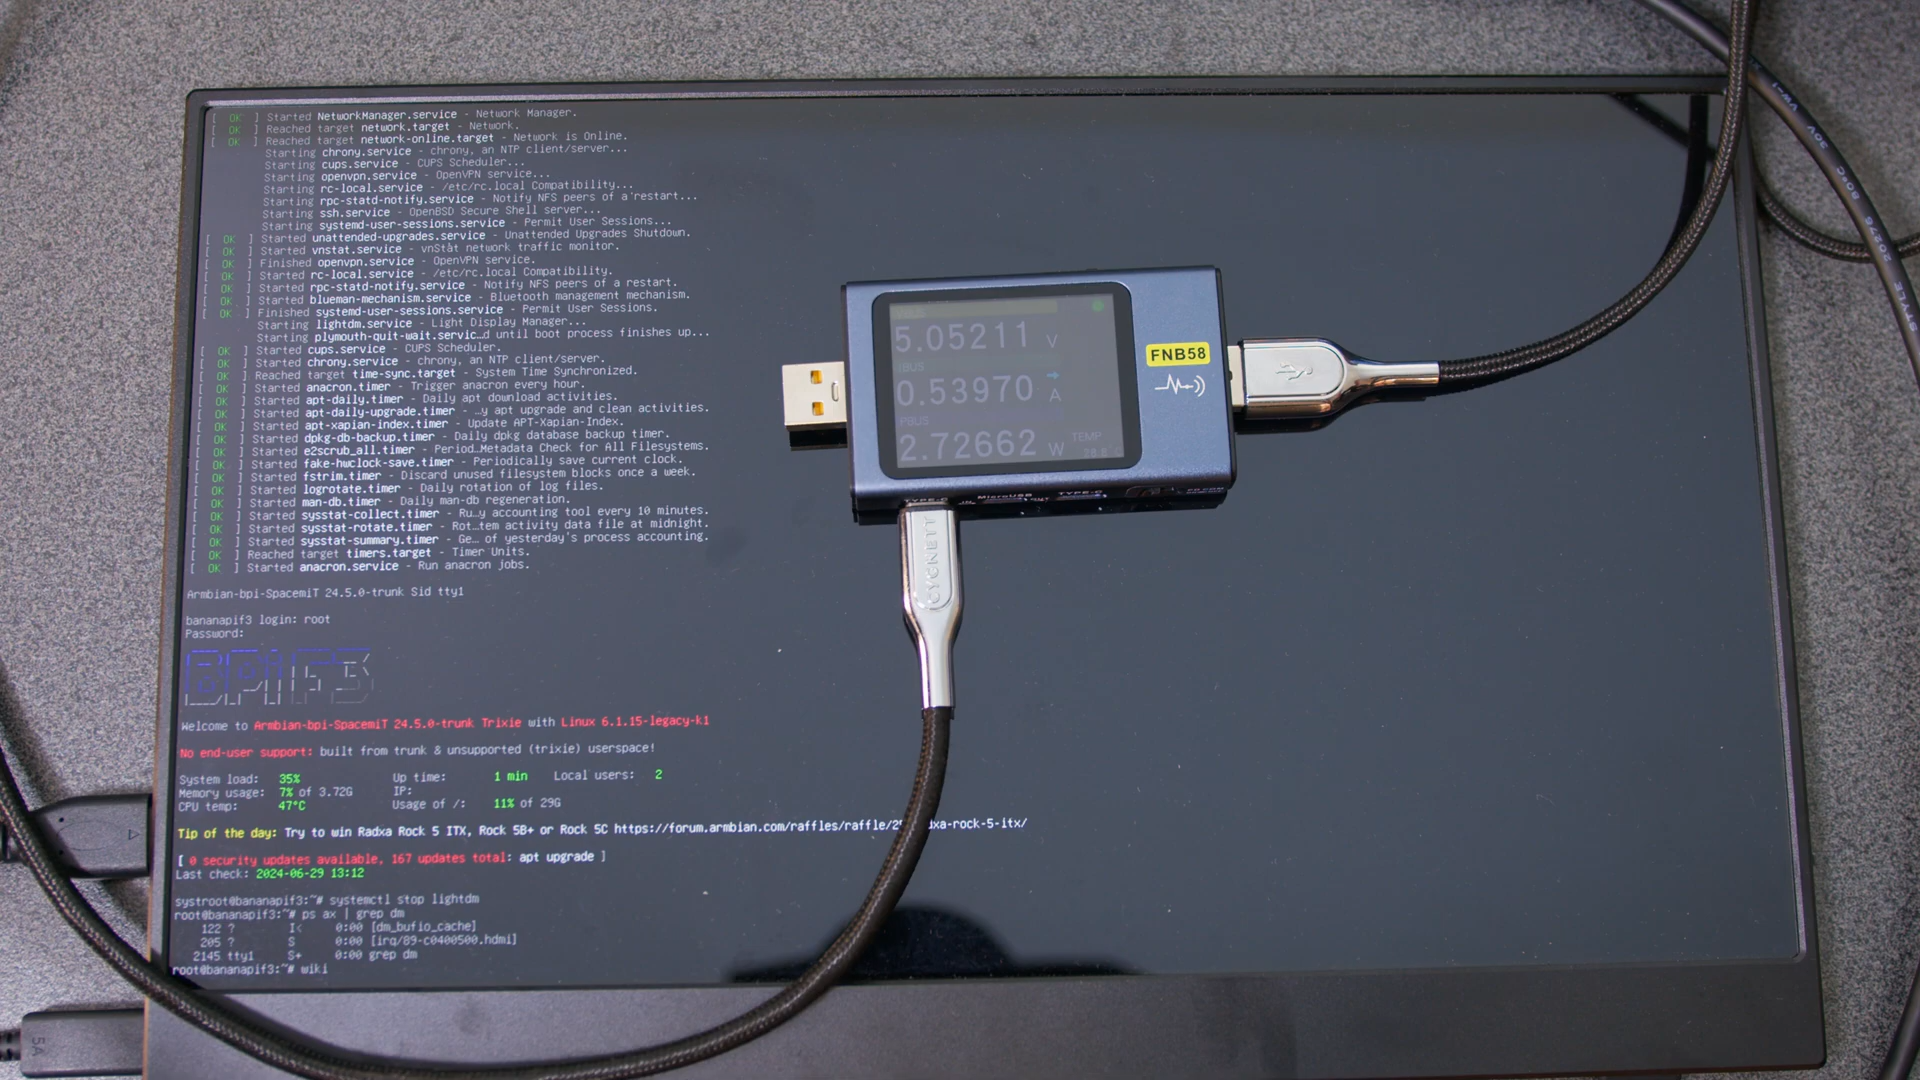 [ OK ] Started NetworkManager.service - Network Manager.
[ OK ] Reached target network.target - Network.
[ OK ] Reached target network-online.target - Network is Online.
Starting chrony.service - chrony, an NTP client/server...
Starting cups.service - CUPS Scheduler...
Starting openvpn.service - OpenVPN service...
Starting rc-local.service - /etc/rc.local Compatibility...
Starting rpc-statd-notify.service - Notify NFS peers of a restart...
Starting ssh.service - OpenBSD Secure Shell server...
Starting systemd-user-sessions.service - Permit User Sessions...
[ OK ] Started unattended-upgrades.service - Unattended Upgrades Shutdown.
[ OK ] Started vnstat.service - vnStat network traffic monitor.
[ OK ] Finished openvpn.service - OpenVPN service.
[ OK ] Started rc-local.service - /etc/rc.local Compatibility.
[ OK ] Started rpc-statd-notify.service - Notify NFS peers of a restart.
[ OK ] Started blueman-mechanism.service - Bluetooth management mechanism.
[ OK ] Finished systemd-user-sessions.service - Permit User Sessions.
Starting lightdm.service - Light Display Manager...
Starting plymouth-quit-wait.servic…d until boot process finishes up...
[ OK ] Started cups.service - CUPS Scheduler.
[ OK ] Started chrony.service - chrony, an NTP client/server.
[ OK ] Reached target time-sync.target - System Time Synchronized.
[ OK ] Started anacron.timer - Trigger anacron every hour.
[ OK ] Started apt-daily.timer - Daily apt download activities.
[ OK ] Started apt-daily-upgrade.timer - …y apt upgrade and clean activities.
[ OK ] Started apt-xapian-index.timer - Update APT-Xapian-Index.
[ OK ] Started dpkg-db-backup.timer - Daily dpkg database backup timer.
[ OK ] Started e2scrub_all.timer - Period…Metadata Check for All Filesystems.
[ OK ] Started fake-hwclock-save.timer - Periodically save current clock.
[ OK ] Started fstrim.timer - Discard unused filesystem blocks once a week.
[ OK ] Started logrotate.timer - Daily rotation of log files.
[ OK ] Started man-db.timer - Daily man-db regeneration.
[ OK ] Started sysstat-collect.timer - Ru…y accounting tool every 10 minutes.
[ OK ] Started sysstat-rotate.timer - Rot…tem activity data file at midnight.
[ OK ] Started sysstat-summary.timer - Ge… of yesterday's process accounting.
[ OK ] Reached target timers.target - Timer Units.
[ OK ] Started anacron.service - Run anacron jobs.
Armbian-bpi-SpacemiT 24.5.0-trunk Sid tty1
bananapif3 login: root
Password:
BPI F3
Welcome to Armbian-bpi-SpacemiT 24.5.0-trunk Trixie with Linux 6.1.15-legacy-k1
No end-user support: built from trunk & unsupported (trixie) userspace!
System load: 35% Up time: 1 min Local users: 2
Memory usage: 7% of 3.72G IP:
CPU temp: 47°C Usage of /: 11% of 29G
Tip of the day: Try to win Radxa Rock 5 ITX, Rock 5B+ or Rock 5C https://forum.armbian.com/raffles/raffle/2 dxa-rock-5-itx/
[ 0 security updates available, 167 updates total: apt upgrade ]
Last check: 2024-06-29 13:12
systroot@bananapif3:~# systemctl stop lightdm
root@bananapif3:~# ps ax | grep dm
122 ? I< 0:00 [dm_bufio_cache]
205 ? S 0:00 [irq/89-c0400500.hdmi]
2145 tty1 S+ 0:00 grep dm
root@bananapif3:~# wiki
5.05211 V
IBUS
0.53970 A
PBUS
2.72662 W TEMP
FNB58
TYPE-C MicroUSB TYPE-C
CYGNETT
5A
VW-1
30V
80°C
20276
STYLE